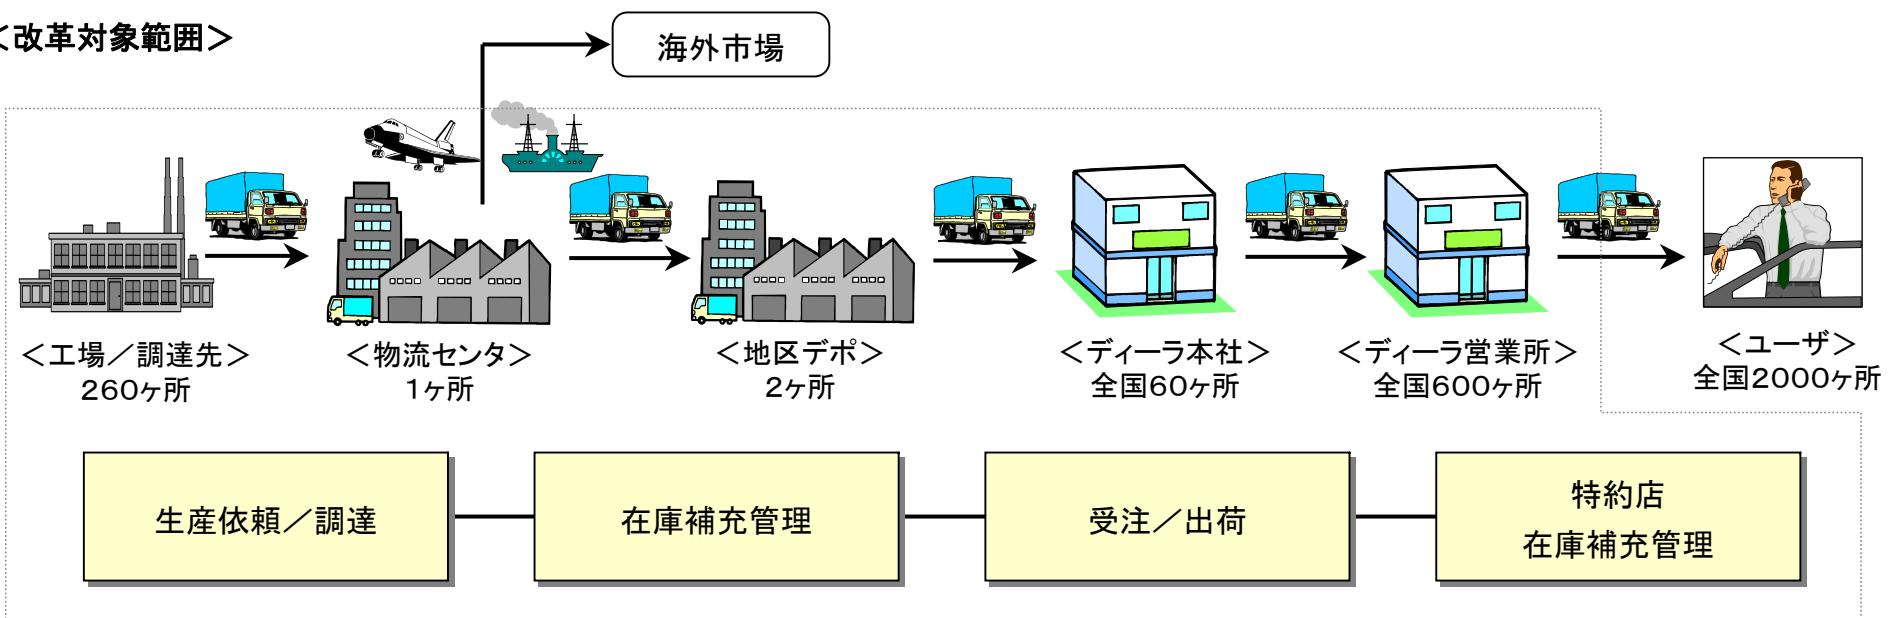 ＜改革対象範囲＞
海外市場
＜工場／調達先＞
260ヶ所
＜物流センタ＞
1ヶ所
＜地区デポ＞
2ヶ所
＜ディーラ本社＞
全国60ヶ所
＜ディーラ営業所＞
全国600ヶ所
＜ユーザ＞
全国2000ヶ所
生産依頼／調達
在庫補充管理
受注／出荷
特約店
在庫補充管理